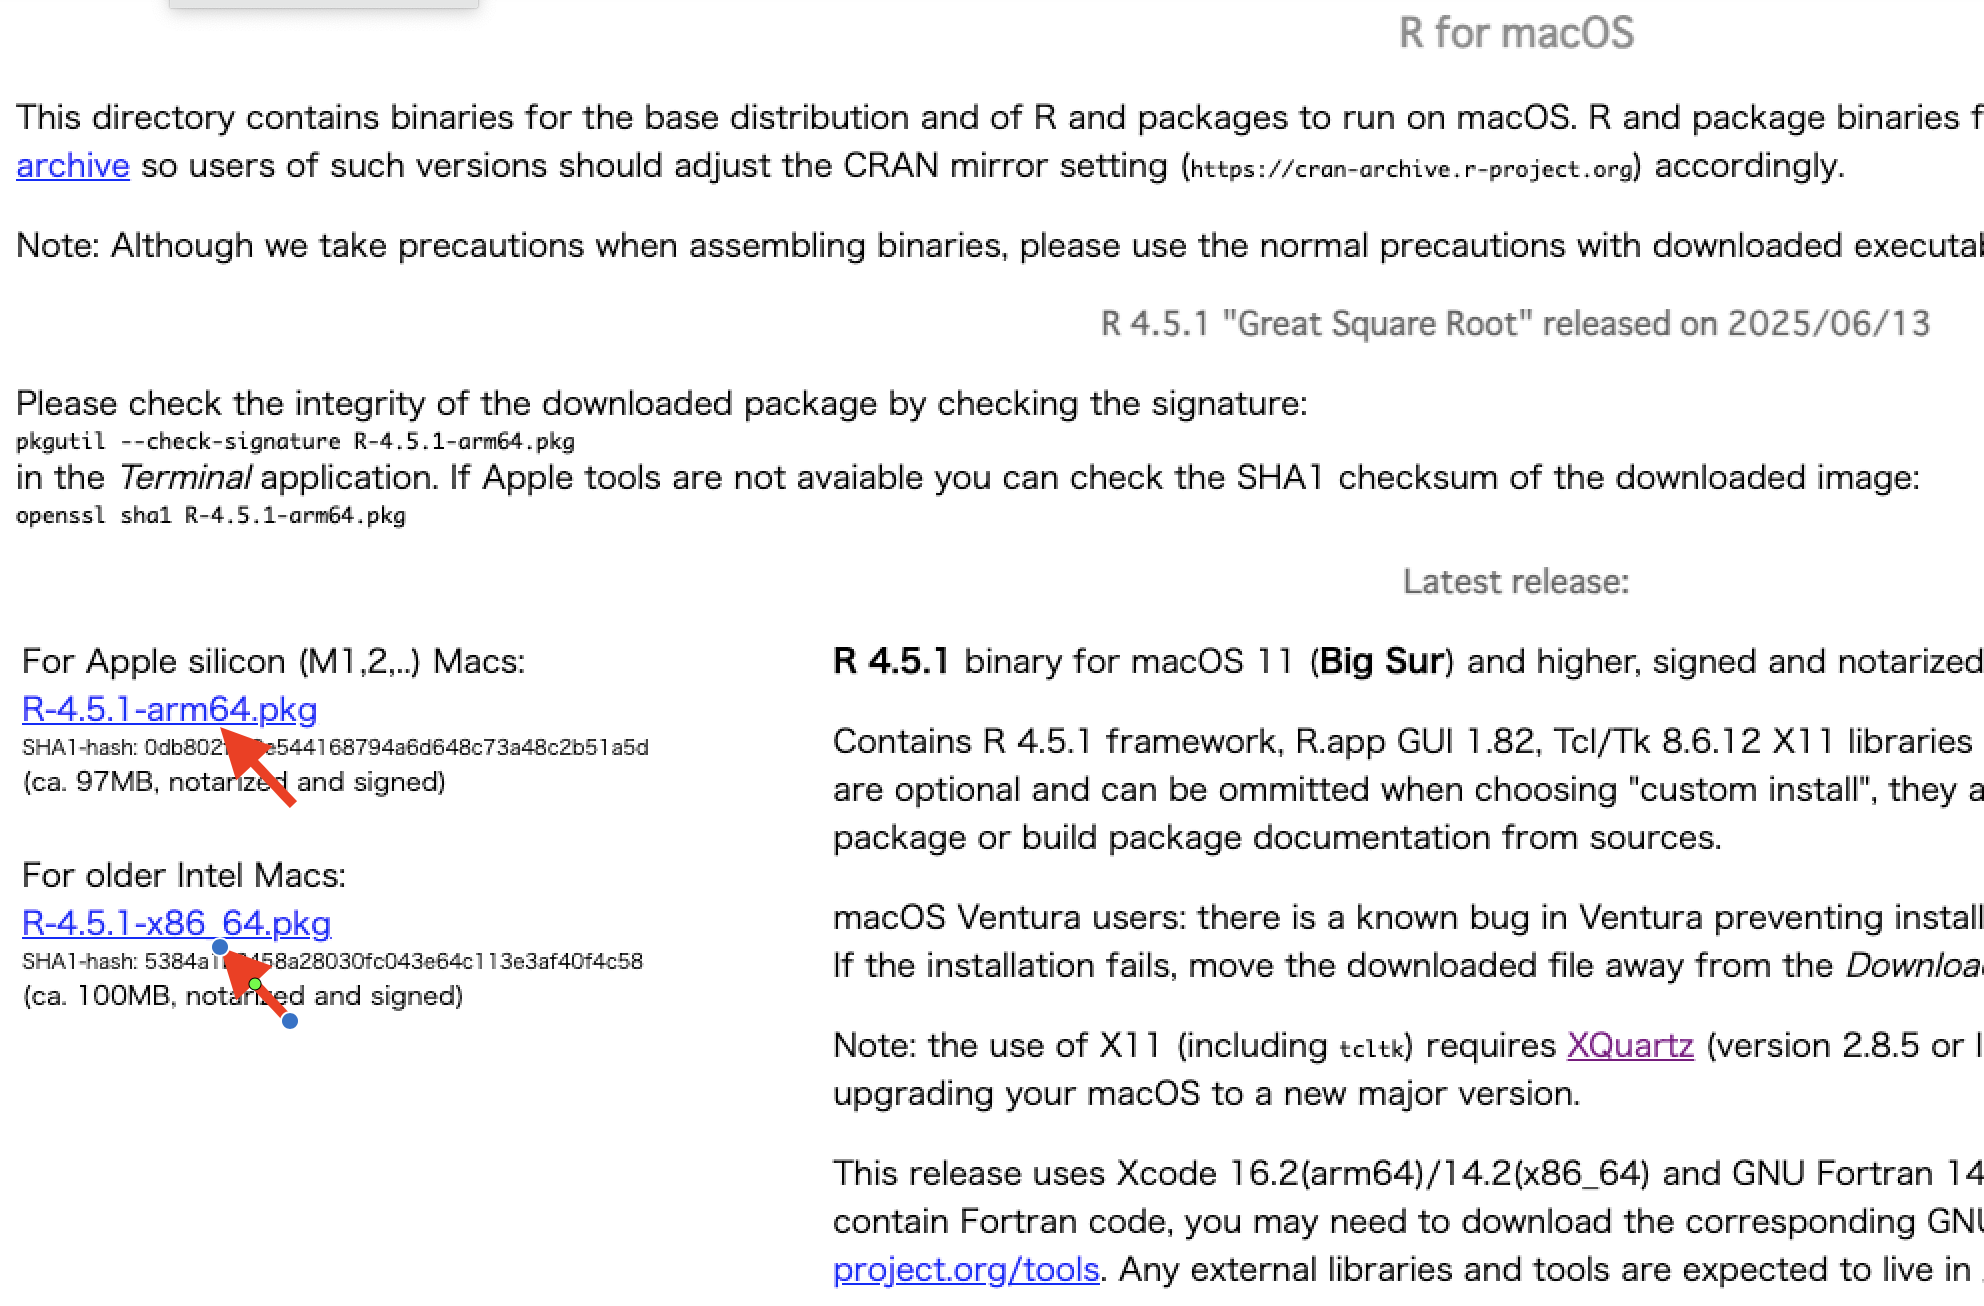 R for macOS
This directory contains binaries for the base distribution and of R and packages to run on macOS. R and package binaries
archive so users of such versions should adjust the CRAN mirror setting (https://cran-archive.r-project.org) accordingly.
Note: Although we take precautions when assembling binaries, please use the normal precautions with downloaded
R 4.5.1 "Great Square Root" released on 2025/06/13
Please check the integrity of the downloaded package by checking the signature:
pkgutil --check-signature R-4.5.1-arm64.pkg
in the Terminal application. If Apple tools are not avaiable you can check the SHA1 checksum of the downloaded image:
openssl sha1 R-4.5.1-arm64.pkg
Latest release:
For Apple silicon (M1,2,..) Macs:
R-4.5.1-arm64.pkg
SHA1-hash:
(ca. 97MB, notarized and signed)
For older Intel Macs:
R-4.5.1-x86_64.pkg
SHA1-hash:
(ca. 100MB, notarized and signed)
R 4.5.1 binary for macOS 11 (Big Sur) and higher, signed and notarized
Contains R 4.5.1 framework, R.app GUI 1.82, Tcl/Tk 8.6.12 X11 libraries
are optional and can be ommitted when choosing "custom install", they
package or build package documentation from sources.
macOS Ventura users: there is a known bug in Ventura preventing
If the installation fails, move the downloaded file away from the
Note: the use of X11 (including tcltk) requires XQuartz (version 2.8.5 or
upgrading your macOS to a new major version.
This release uses Xcode 16.2(arm64)/14.2(x86_64) and GNU Fortran 14
contain Fortran code, you may need to download the corresponding GNU
project.org/tools. Any external libraries and tools are expected to live in